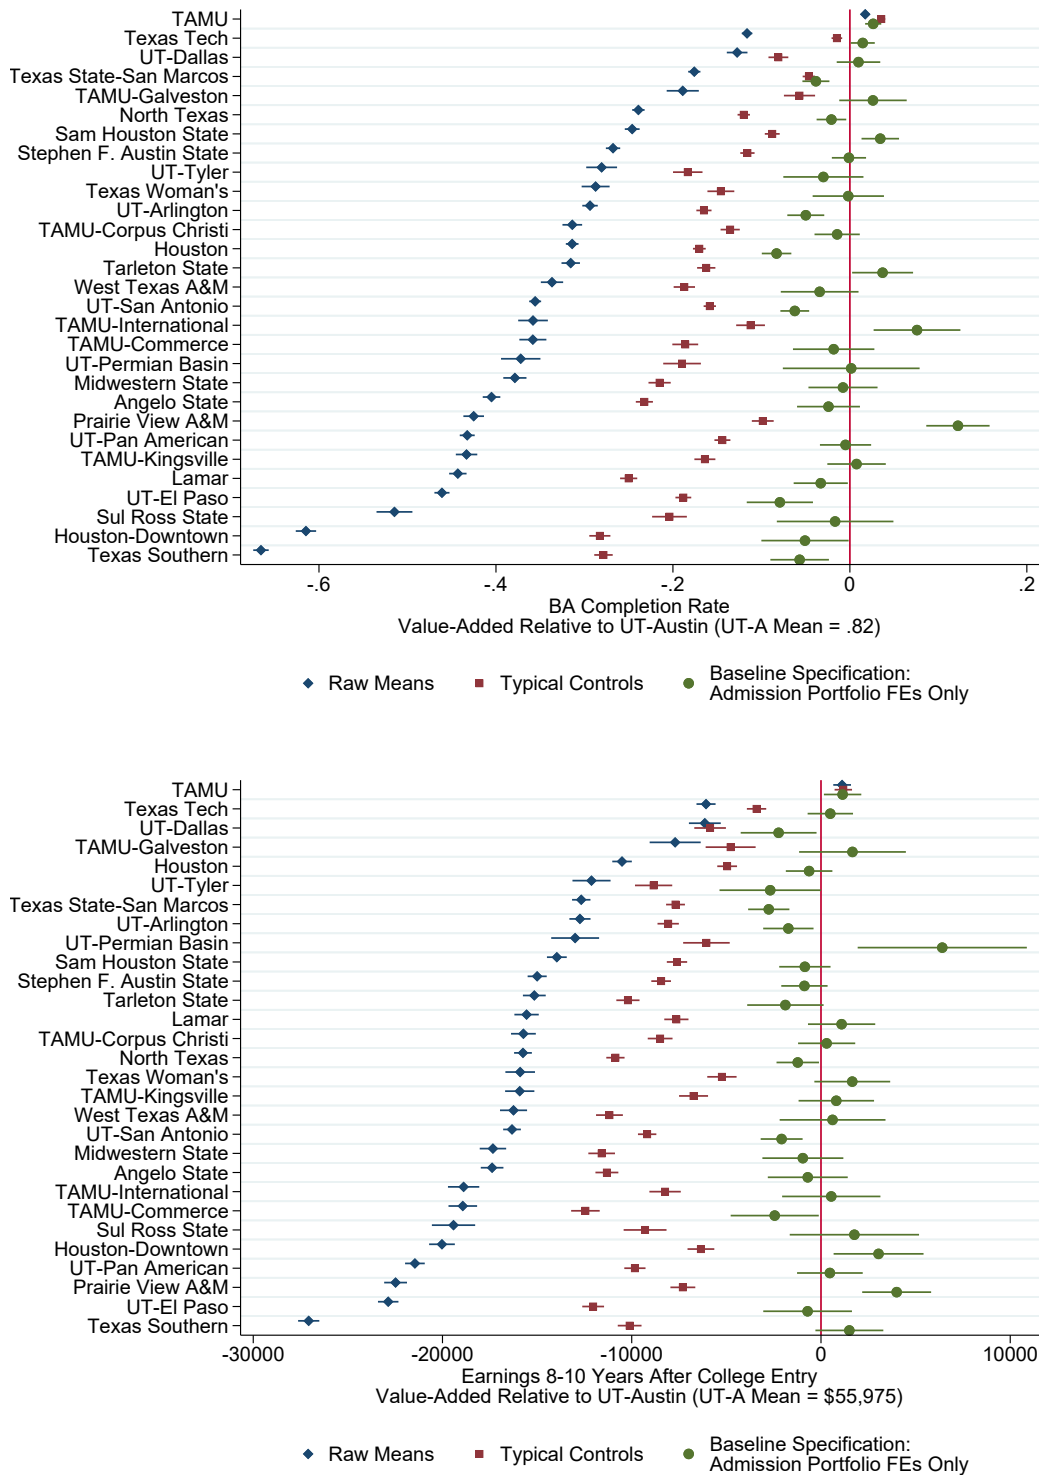 TAMU
Texas Tech
UT-Dallas
Texas State-San Marcos
TAMU-Galveston
North Texas
Sam Houston State
Stephen F. Austin State
UT-Tyler
Texas Woman's
UT-Arlington
TAMU-Corpus Christi
Houston
Tarleton State
West Texas A&M
UT-San Antonio
TAMU-International
TAMU-Commerce
UT-Permian Basin
Midwestern State
Angelo State
Prairie View A&M
UT-Pan American
TAMU-Kingsville
Lamar
UT-El Paso
Sul Ross State
Houston-Downtown
Texas Southern
-.6 -.4 -.2 0 .2
BA Completion Rate
Value-Added Relative to UT-Austin (UT-A Mean = .82)
Raw Means Typical Controls Baseline Specification:
Admission Portfolio FEs Only
TAMU
Texas Tech
UT-Dallas
TAMU-Galveston
Houston
UT-Tyler
Texas State-San Marcos
UT-Arlington
UT-Permian Basin
Sam Houston State
Stephen F. Austin State
Tarleton State
Lamar
TAMU-Corpus Christi
North Texas
Texas Woman's
TAMU-Kingsville
West Texas A&M
UT-San Antonio
Midwestern State
Angelo State
TAMU-International
TAMU-Commerce
Sul Ross State
Houston-Downtown
UT-Pan American
Prairie View A&M
UT-El Paso
Texas Southern
-30000 -20000 -10000 0 10000
Earnings 8-10 Years After College Entry
Value-Added Relative to UT-Austin (UT-A Mean = $55,975)
Raw Means Typical Controls Baseline Specification:
Admission Portfolio FEs Only